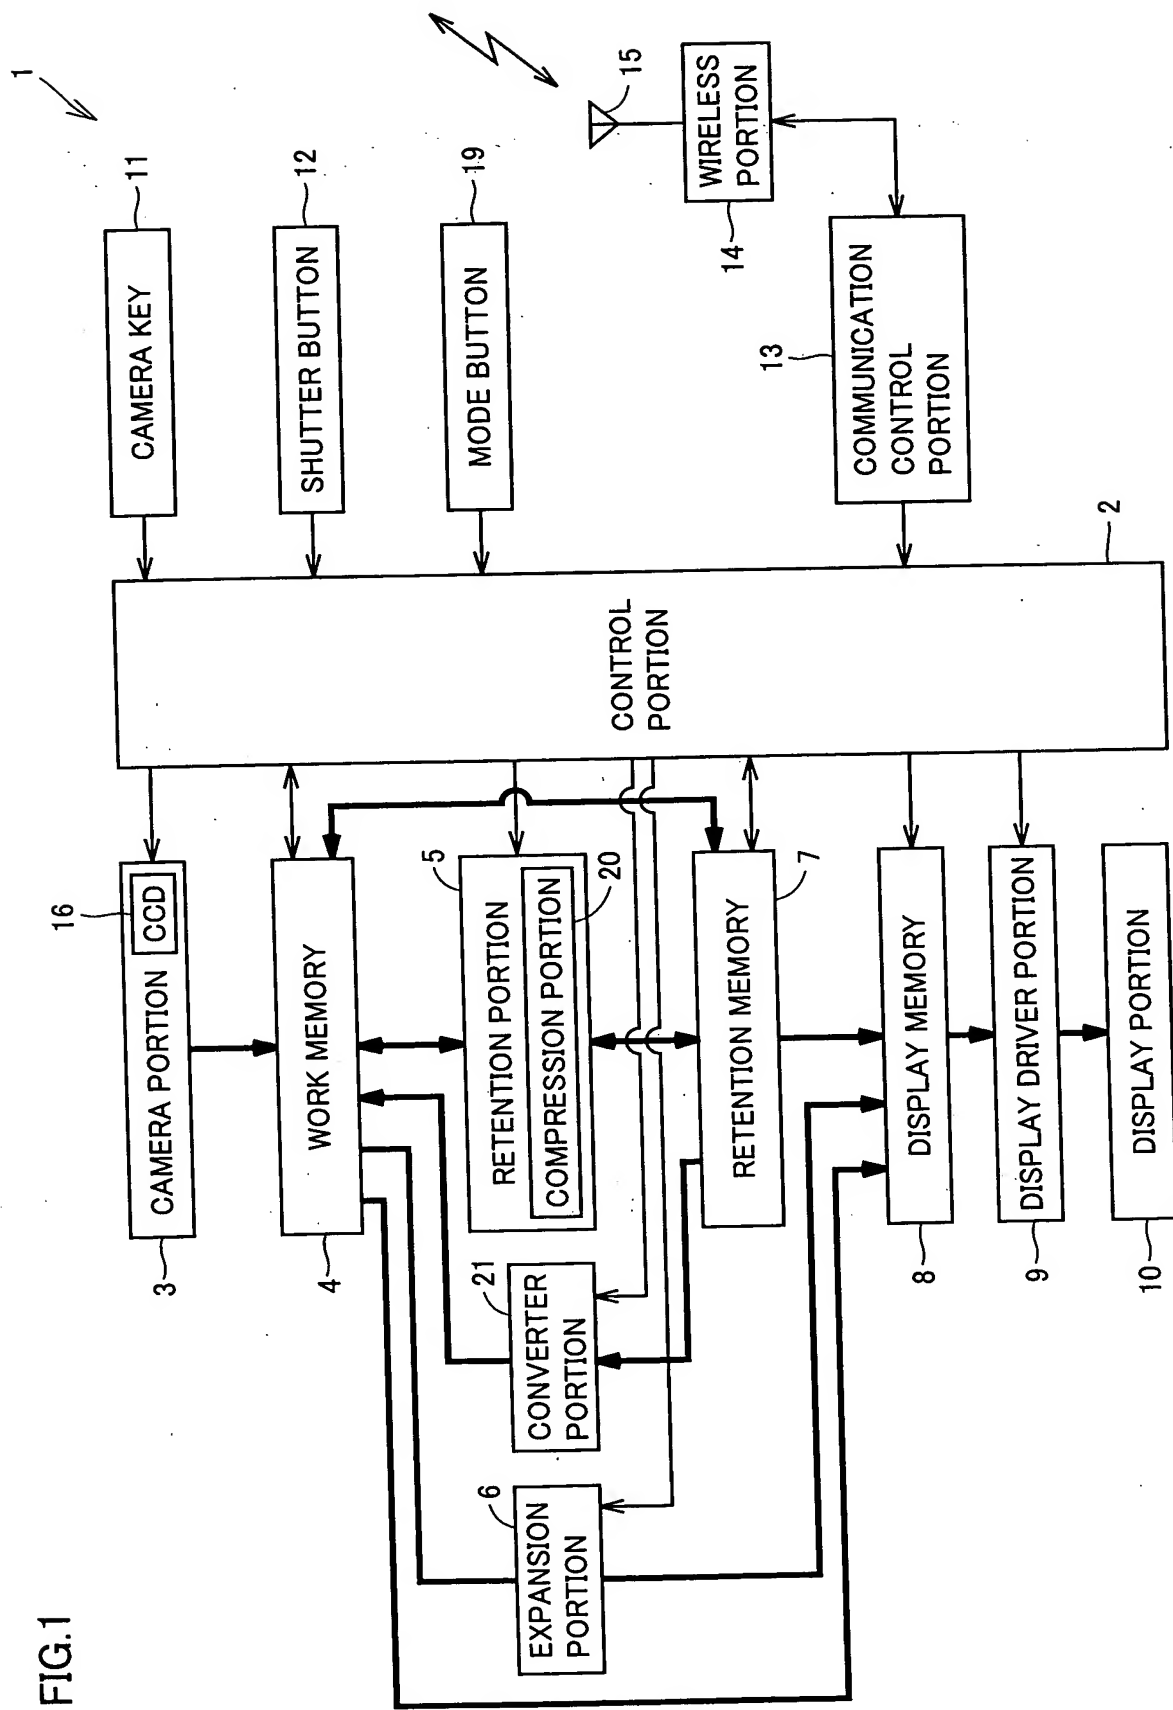 FIG.1
1
CAMERA KEY
11
SHUTTER BUTTON
12
MODE BUTTON
19
15
WIRELESS
PORTION
14
COMMUNICATION
CONTROL
PORTION
13
CONTROL
PORTION
2
16
CCD
CAMERA PORTION
3
WORK MEMORY
4
5
RETENTION PORTION
COMPRESSION PORTION
20
RETENTION MEMORY
7
21
CONVERTER
PORTION
6
EXPANSION
PORTION
DISPLAY MEMORY
8
DISPLAY DRIVER PORTION
9
DISPLAY PORTION
10